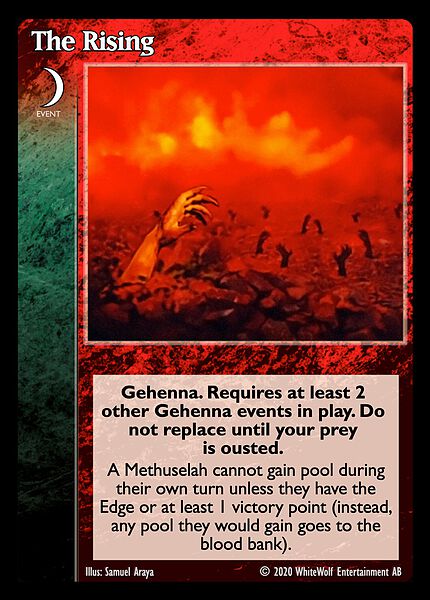 The Rising
EVENT
Gehenna. Requires at least 2
other Gehenna events in play. Do
not replace until your prey
is ousted.
A Methuselah cannot gain pool during
their own turn unless they have the
Edge or at least 1 victory point (instead,
any pool they would gain goes to the
blood bank).
Illus: Samuel Araya
© 2020 WhiteWolf Entertainment AB